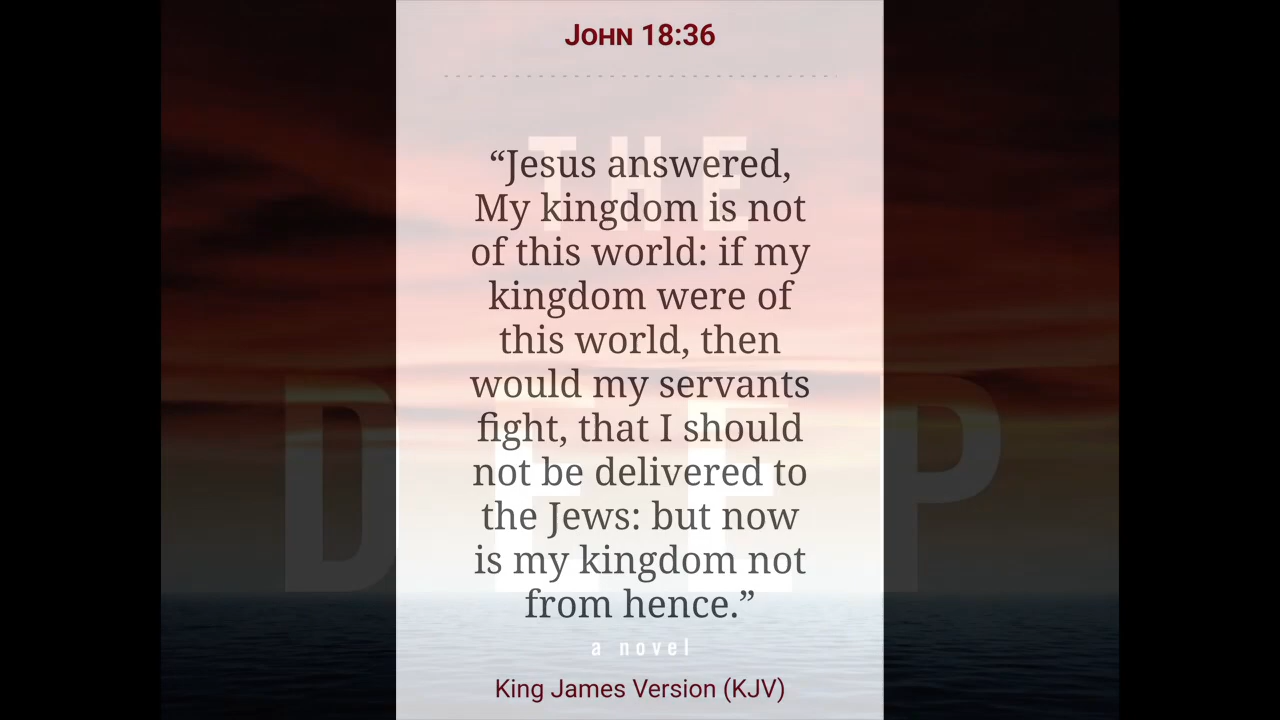 John 18:36
THE
“Jesus answered,
My kingdom is not
of this world: if my
kingdom were of
this world, then
would my servants
fight, that I should
not be delivered to
the Jews: but now
is my kingdom not
from hence.”
DEEP
a novel
King James Version (KJV)